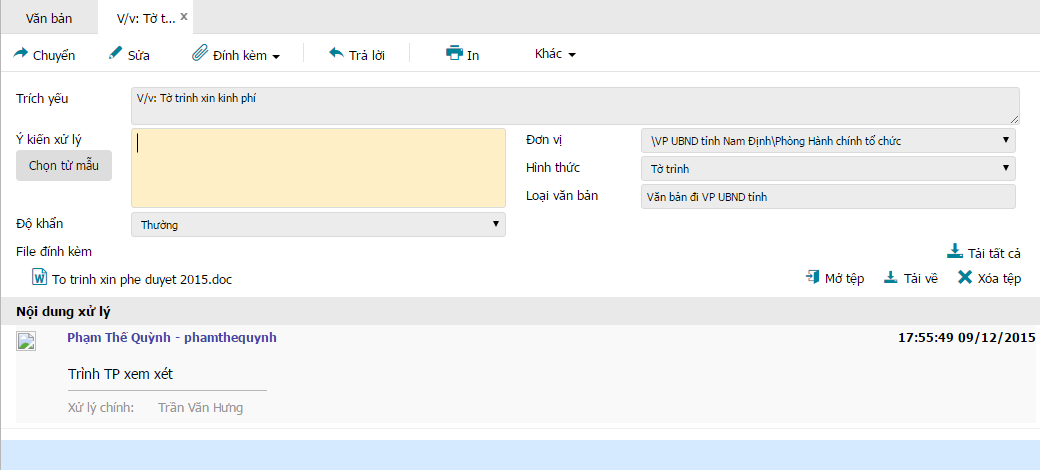 Văn bản
V/v: Tờ t... x
Chuyển
Sửa
Đính kèm
Trả lời
In
Khác
Trích yếu
V/v: Tờ trình xin kinh phí
Ý kiến xử lý
Chọn từ mẫu
Đơn vị
\VP UBND tỉnh Nam Định\Phòng Hành chính tổ chức
Hình thức
Tờ trình
Loại văn bản
Văn bản đi VP UBND tỉnh
Độ khẩn
Thường
File đính kèm
Tải tất cả
To trinh xin phe duyet 2015.doc
Mở tệp
Tải về
Xóa tệp
Nội dung xử lý
Phạm Thế Quỳnh - phamthequynh
17:55:49 09/12/2015
Trình TP xem xét
Xử lý chính: Trần Văn Hưng